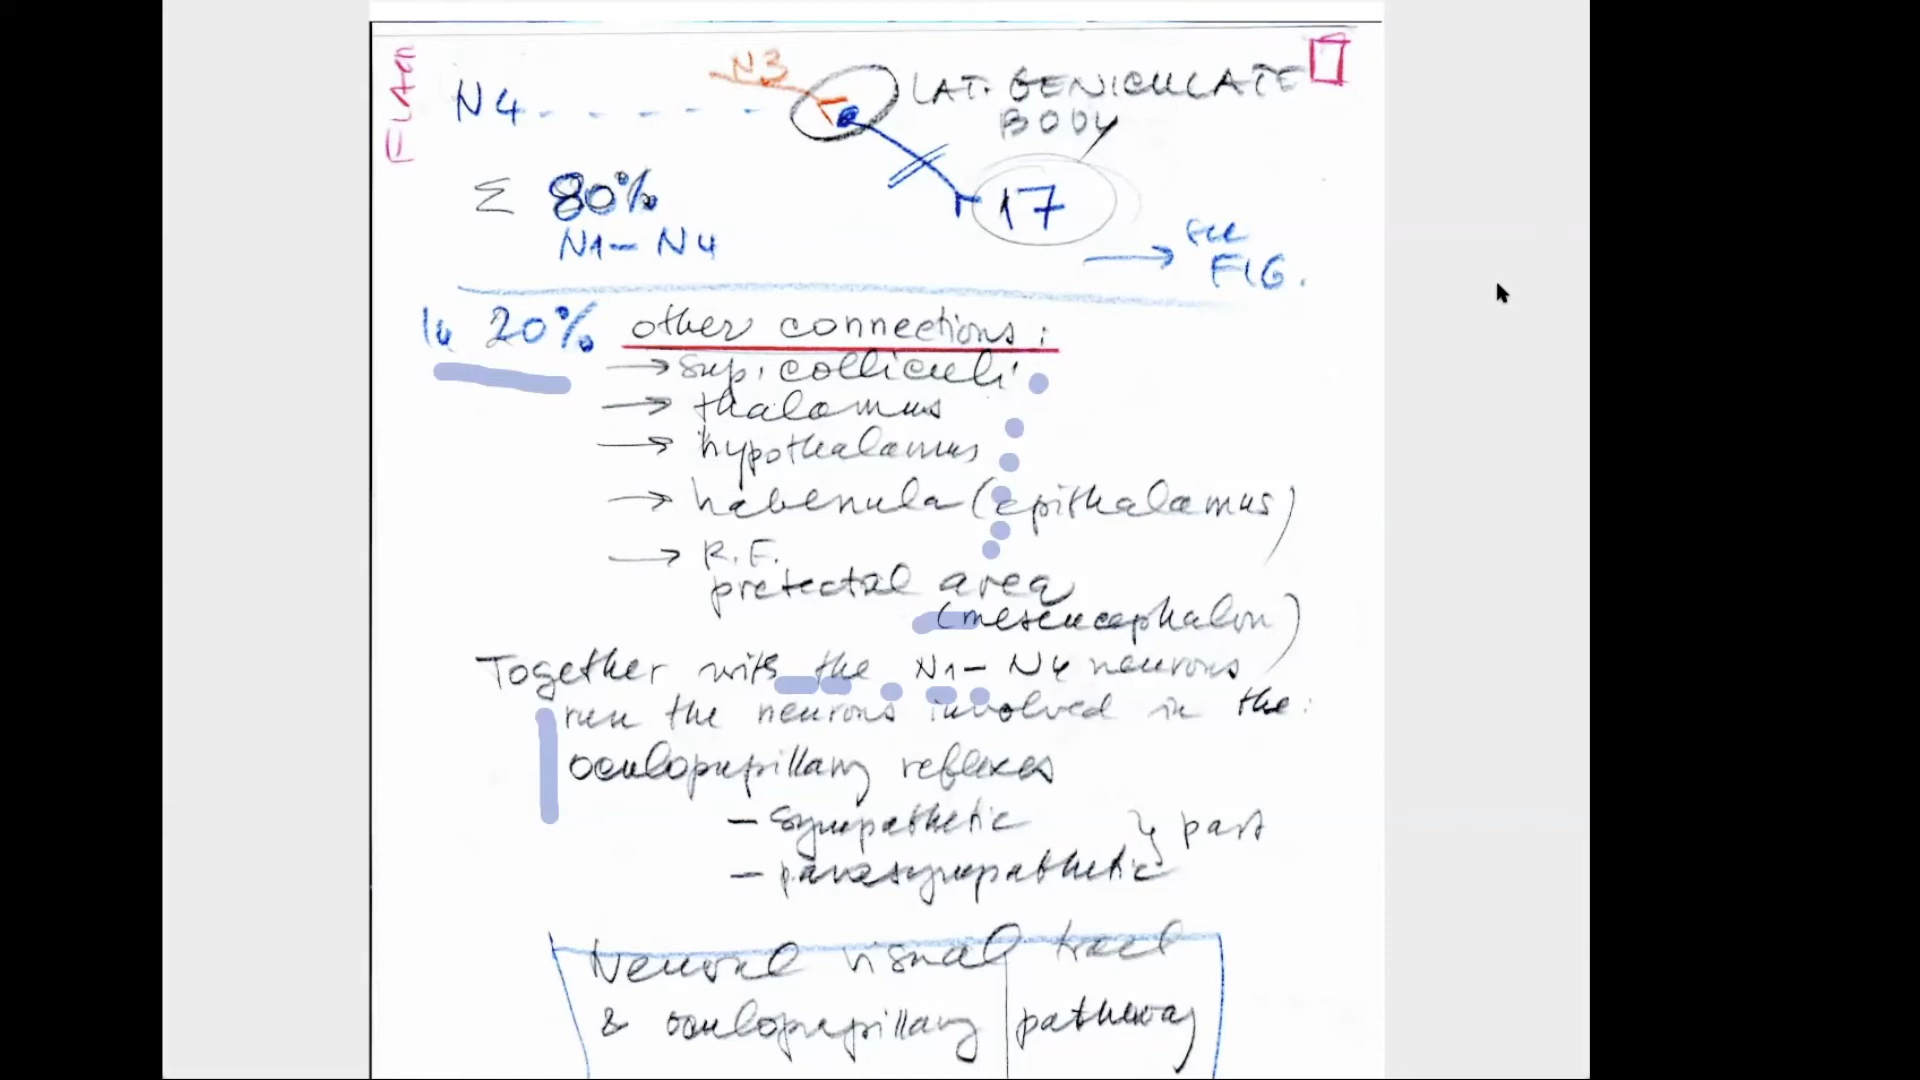 N3
LAT. GENICULATE
BODY
N4
Σ 80%
N1 – N4
17
→ see
FIG.
In 20% other connections:
→ sup. colliculi
→ thalamus
→ hypothalamus
→ habenula (epithalamus)
→ R.F.
pretectal area
(mesencephalon)
Together with the N1 – N4 neurons
run the neurons involved in the:
oculopupillary reflexes
– sympathetic
– parasympathetic
part
Neuronal visual tract
& oculopupillary pathway